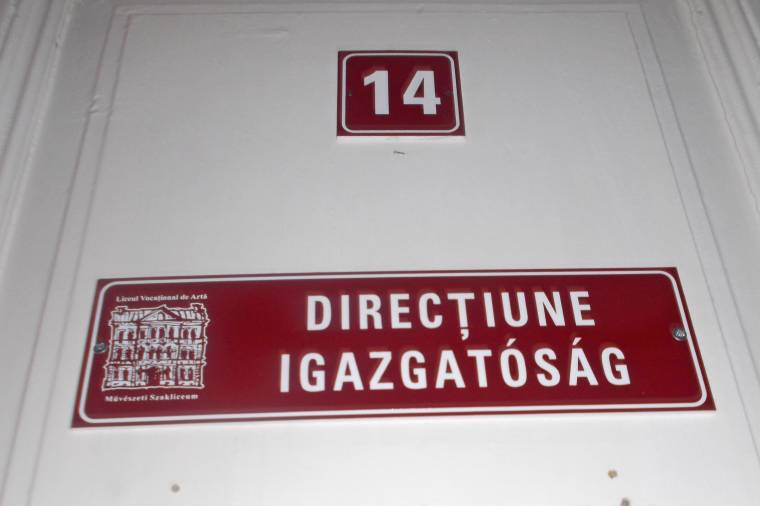 14
Liceul Vocațional de Artă
DIRECȚIUNE
IGAZGATÓSÁG
Művészeti Szakliceum